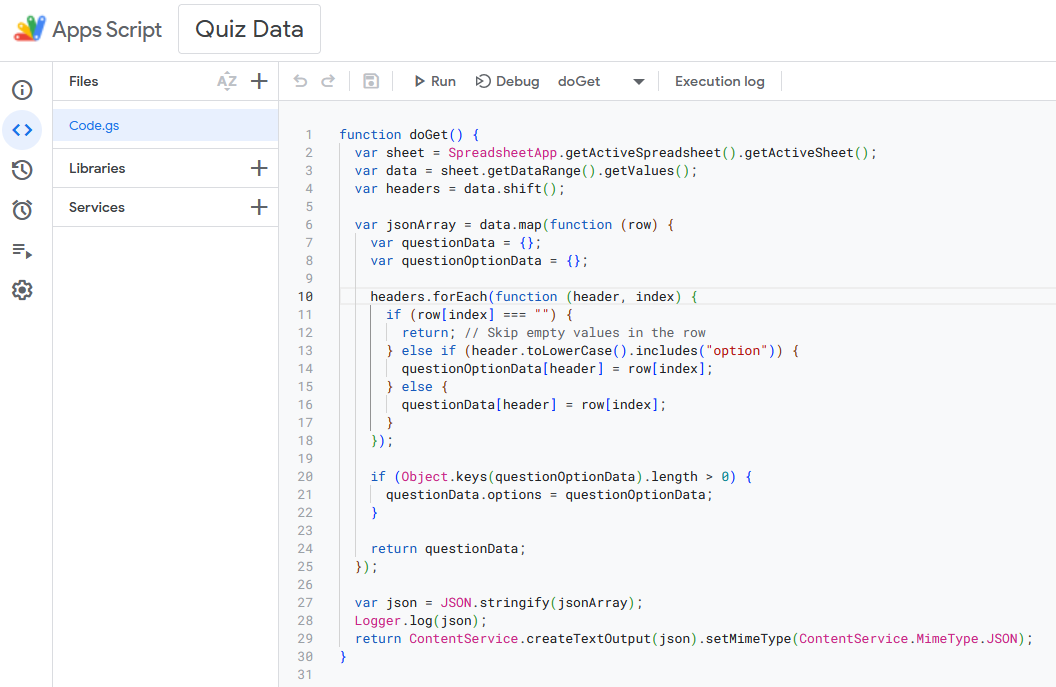 Apps Script Quiz Data
Files AZ
Run Debug doGet Execution log
Code.gs
Libraries
Services
1 function doGet() {
2 var sheet = SpreadsheetApp.getActiveSpreadsheet().getActiveSheet();
3 var data = sheet.getDataRange().getValues();
4 var headers = data.shift();
5
6 var jsonArray = data.map(function (row) {
7 var questionData = {};
8 var questionOptionData = {};
9
10 headers.forEach(function (header, index) {
11 if (row[index] === "") {
12 return; // Skip empty values in the row
13 } else if (header.toLowerCase().includes("option")) {
14 questionOptionData[header] = row[index];
15 } else {
16 questionData[header] = row[index];
17 }
18 });
19
20 if (Object.keys(questionOptionData).length > 0) {
21 questionData.options = questionOptionData;
22 }
23
24 return questionData;
25 });
26
27 var json = JSON.stringify(jsonArray);
28 Logger.log(json);
29 return ContentService.createTextOutput(json).setMimeType(ContentService.MimeType.JSON);
30 }
31